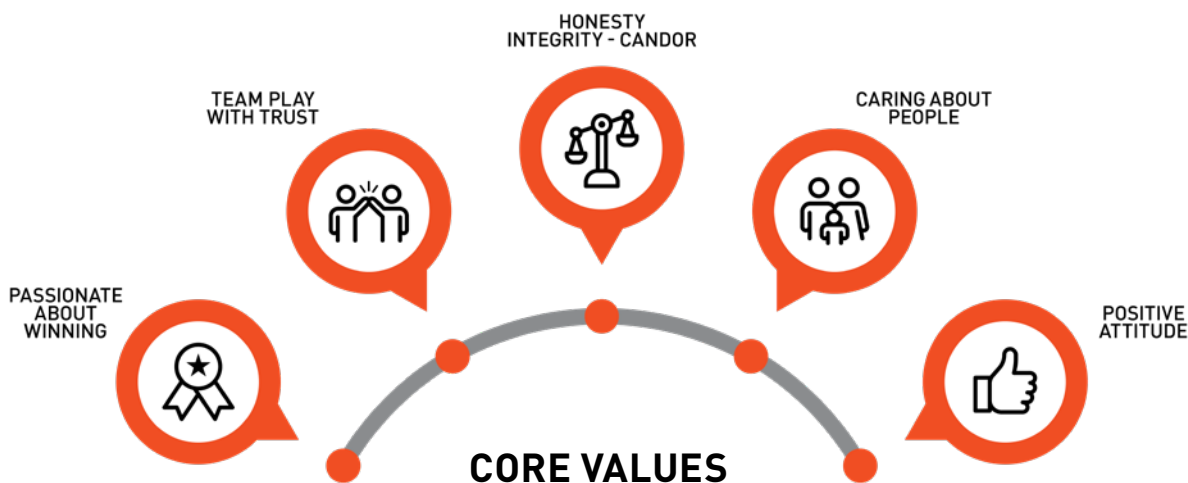 HONESTY
INTEGRITY - CANDOR
TEAM PLAY
WITH TRUST
CARING ABOUT
PEOPLE
PASSIONATE
ABOUT
WINNING
POSITIVE
ATTITUDE
CORE VALUES